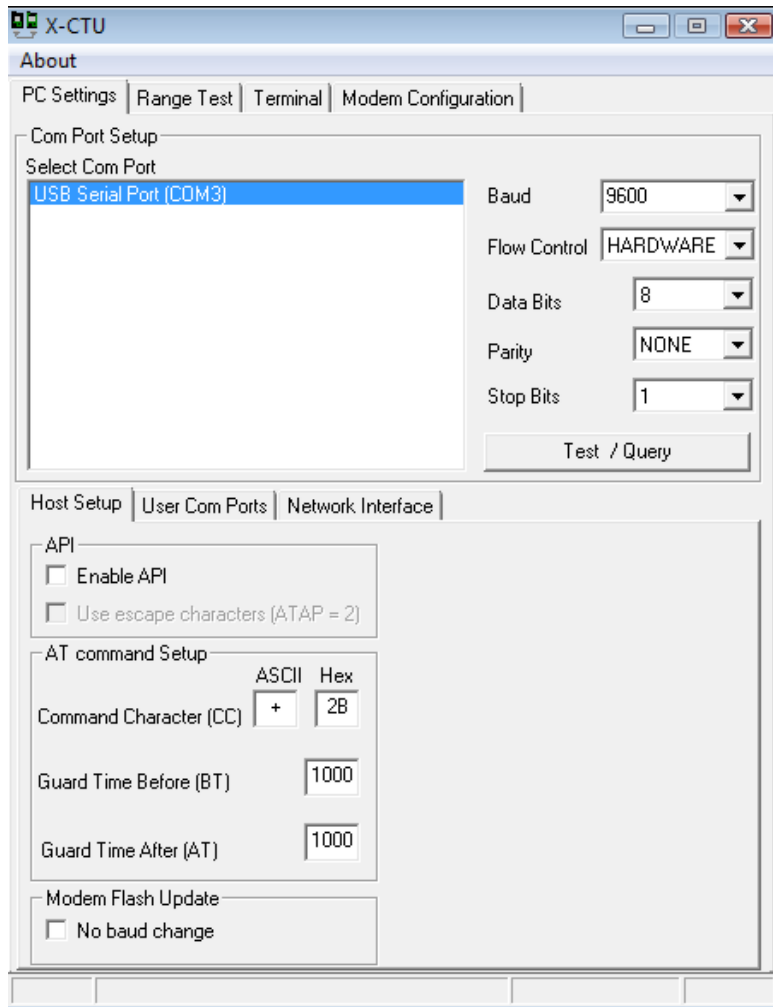 X-CTU
About
PC Settings Range Test Terminal Modem Configuration
Com Port Setup
Select Com Port
USB Serial Port (COM3)
Baud 9600
Flow Control HARDWARE
Data Bits 8
Parity NONE
Stop Bits 1
Test / Query
Host Setup User Com Ports Network Interface
API
Enable API
Use escape characters (ATAP = 2)
AT command Setup
ASCII Hex
Command Character (CC) + 2B
Guard Time Before (BT) 1000
Guard Time After (AT) 1000
Modem Flash Update
No baud change